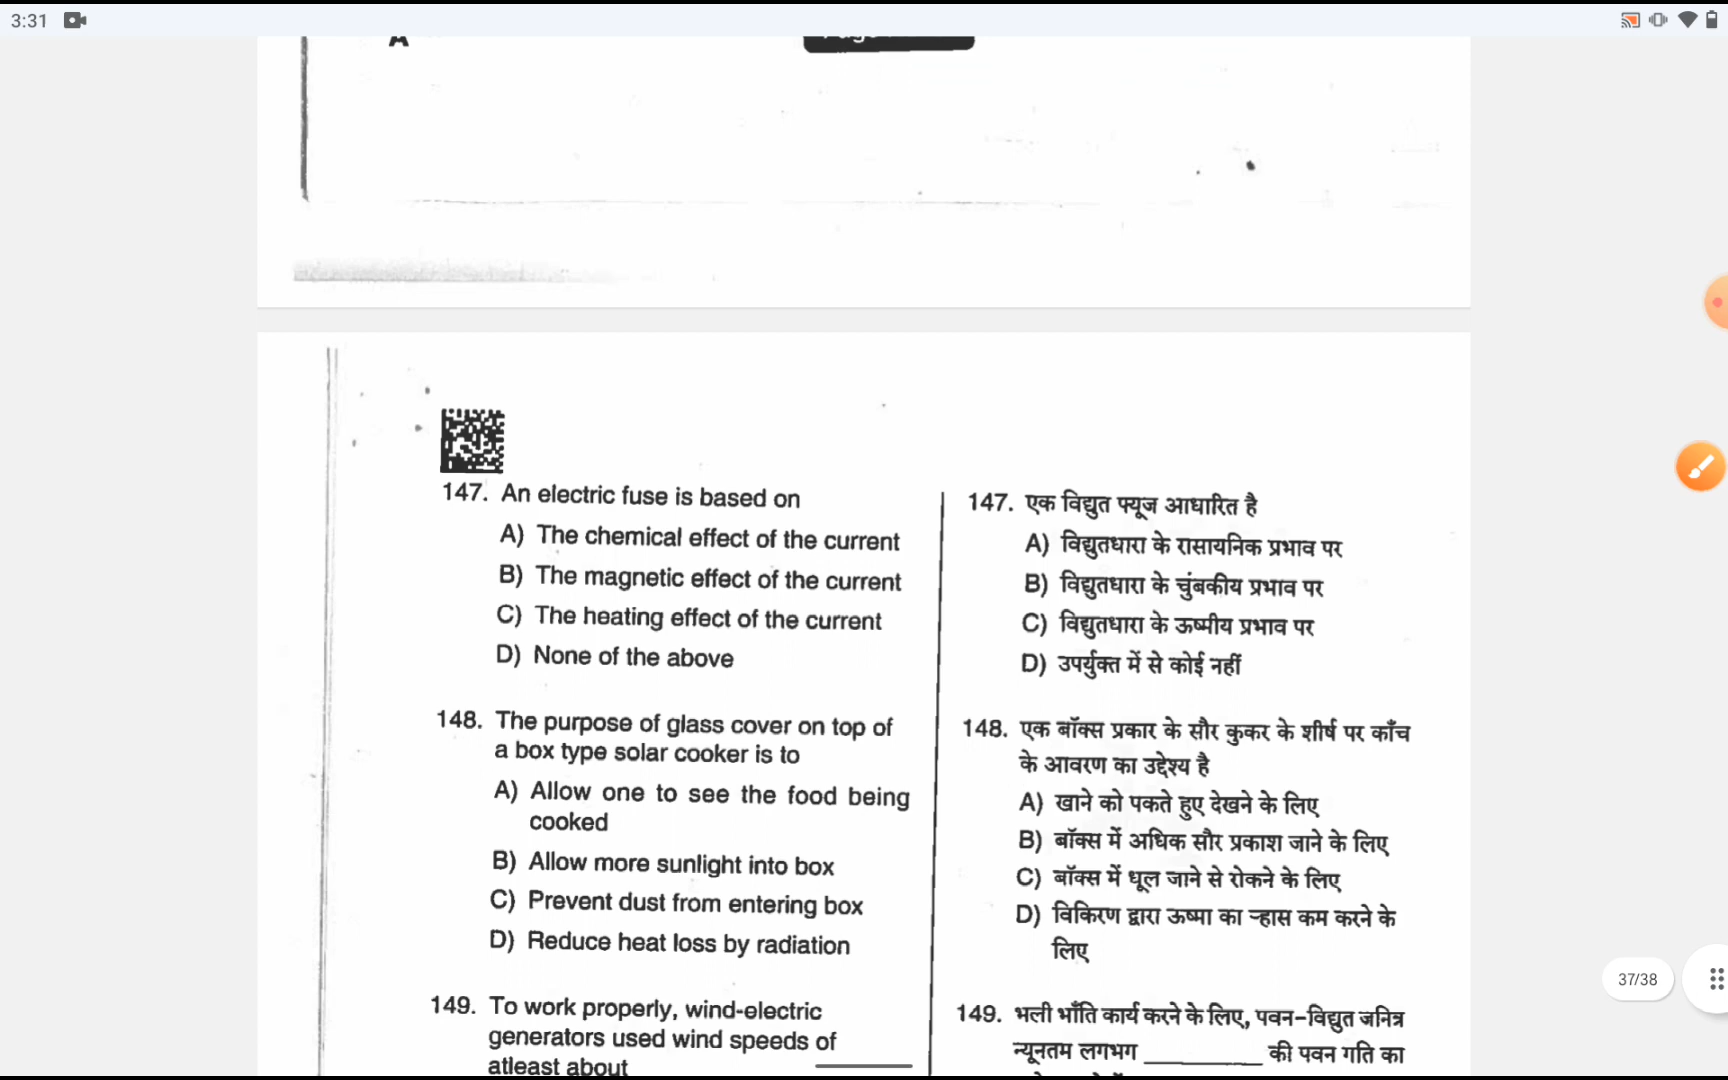 3:31
A
147. An electric fuse is based on
A) The chemical effect of the current
B) The magnetic effect of the current
C) The heating effect of the current
D) None of the above
148. The purpose of glass cover on top of
a box type solar cooker is to
A) Allow one to see the food being
cooked
B) Allow more sunlight into box
C) Prevent dust from entering box
D) Reduce heat loss by radiation
149. To work properly, wind-electric
generators used wind speeds of
atleast about
147. एक विद्युत फ्यूज आधारित है
A) विद्युतधारा के रासायनिक प्रभाव पर
B) विद्युतधारा के चुंबकीय प्रभाव पर
C) विद्युतधारा के ऊष्मीय प्रभाव पर
D) उपर्युक्त में से कोई नहीं
148. एक बॉक्स प्रकार के सौर कुकर के शीर्ष पर काँच
के आवरण का उद्देश्य है
A) खाने को पकते हुए देखने के लिए
B) बॉक्स में अधिक सौर प्रकाश जाने के लिए
C) बॉक्स में धूल जाने से रोकने के लिए
D) विकिरण द्वारा ऊष्मा का ऱ्हास कम करने के
लिए
149. भली भाँति कार्य करने के लिए, पवन-विद्युत जनित्र
न्यूनतम लगभग __________ की पवन गति का
37/38